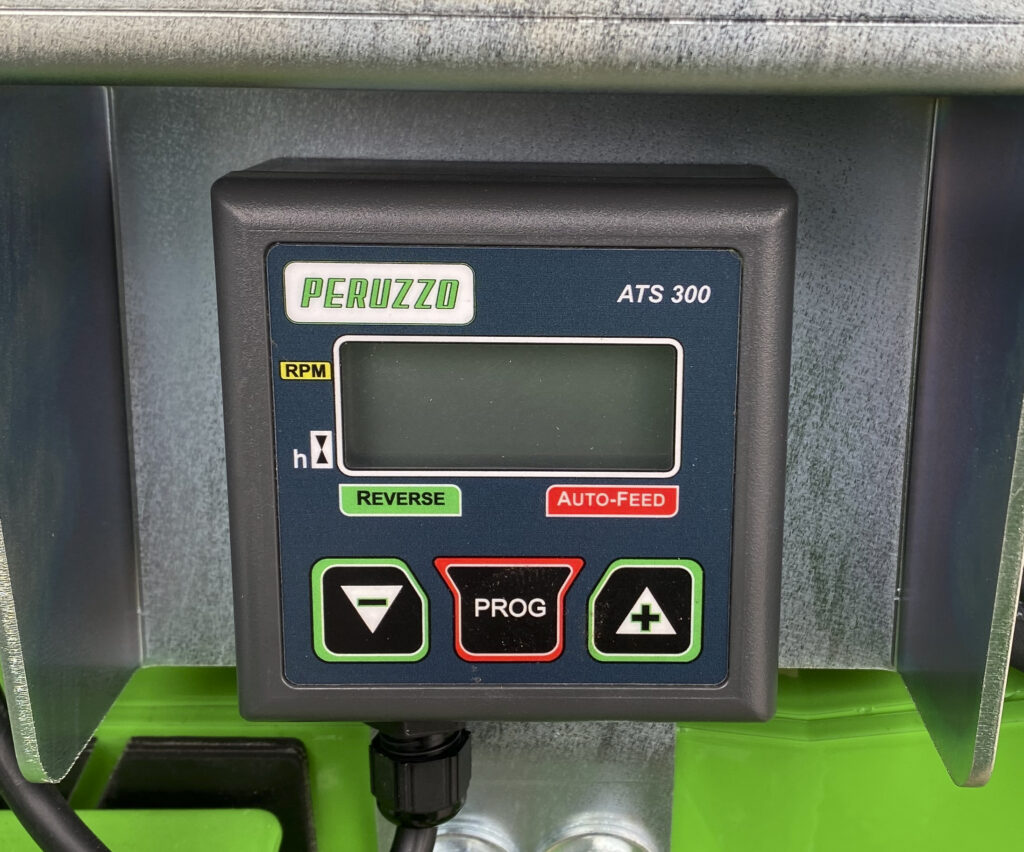 PERUZZO
ATS 300
RPM
h
REVERSE
AUTO-FEED
-
PROG
+